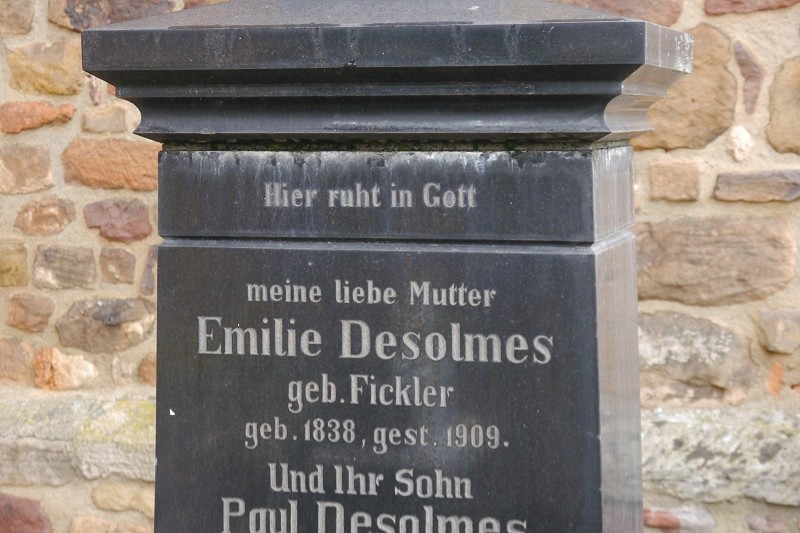 Hier ruht in Gott
meine liebe Mutter
Emilie Desolmes
geb. Fickler
geb. 1838, gest. 1909.
Und Ihr Sohn
Paul Desolmes